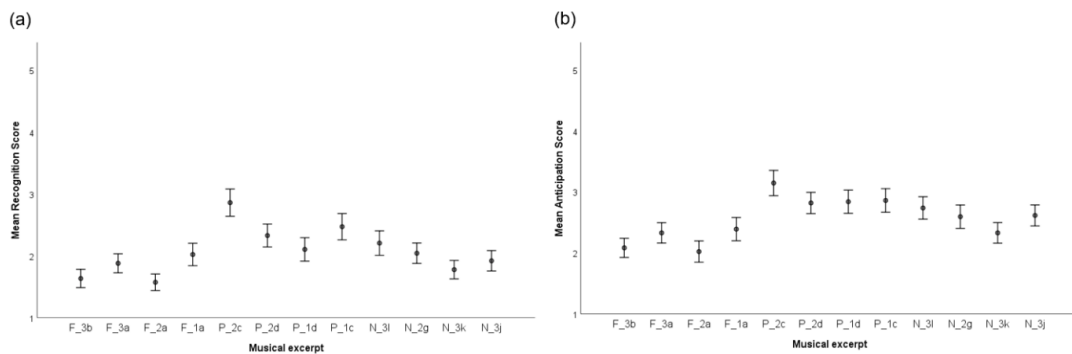 (a)
Mean Recognition Score
5
4
3
2
1
F_3b F_3a F_2a F_1a P_2c P_2d P_1d P_1c N_3l N_2g N_3k N_3j
Musical excerpt
(b)
Mean Anticipation Score
5
4
3
2
1
F_3b F_3a F_2a F_1a P_2c P_2d P_1d P_1c N_3l N_2g N_3k N_3j
Musical excerpt